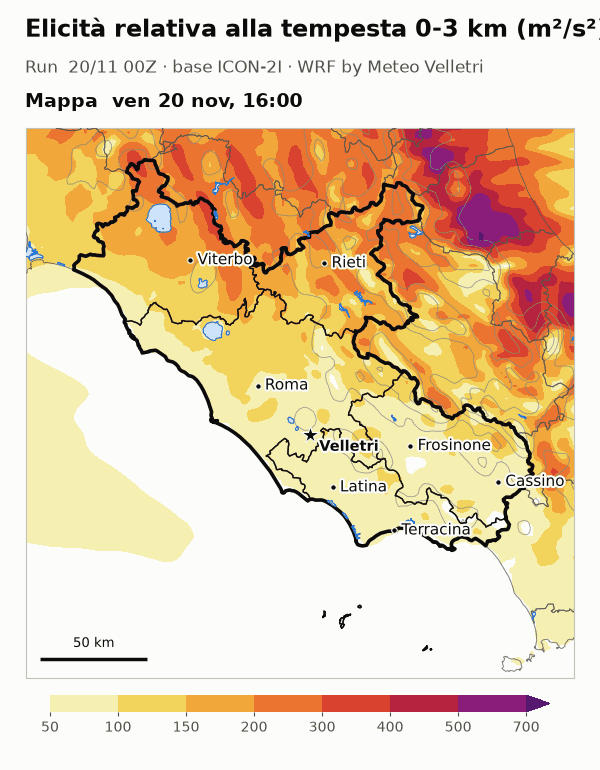 Elicità relativa alla tempesta 0-3 km (m²/s²)
Run  20/11 00Z · base ICON-2I · WRF by Meteo Velletri
Mappa  ven 20 nov, 16:00
Viterbo
Rieti
Roma
Velletri
Frosinone
Latina
Cassino
Terracina
50 km
50 100 150 200 300 400 500 700